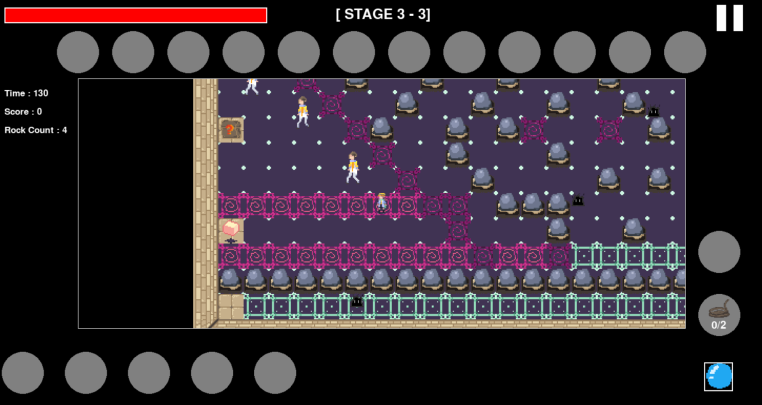 [ STAGE 3 - 3]
Time : 130
Score : 0
Rock Count : 4
0/2